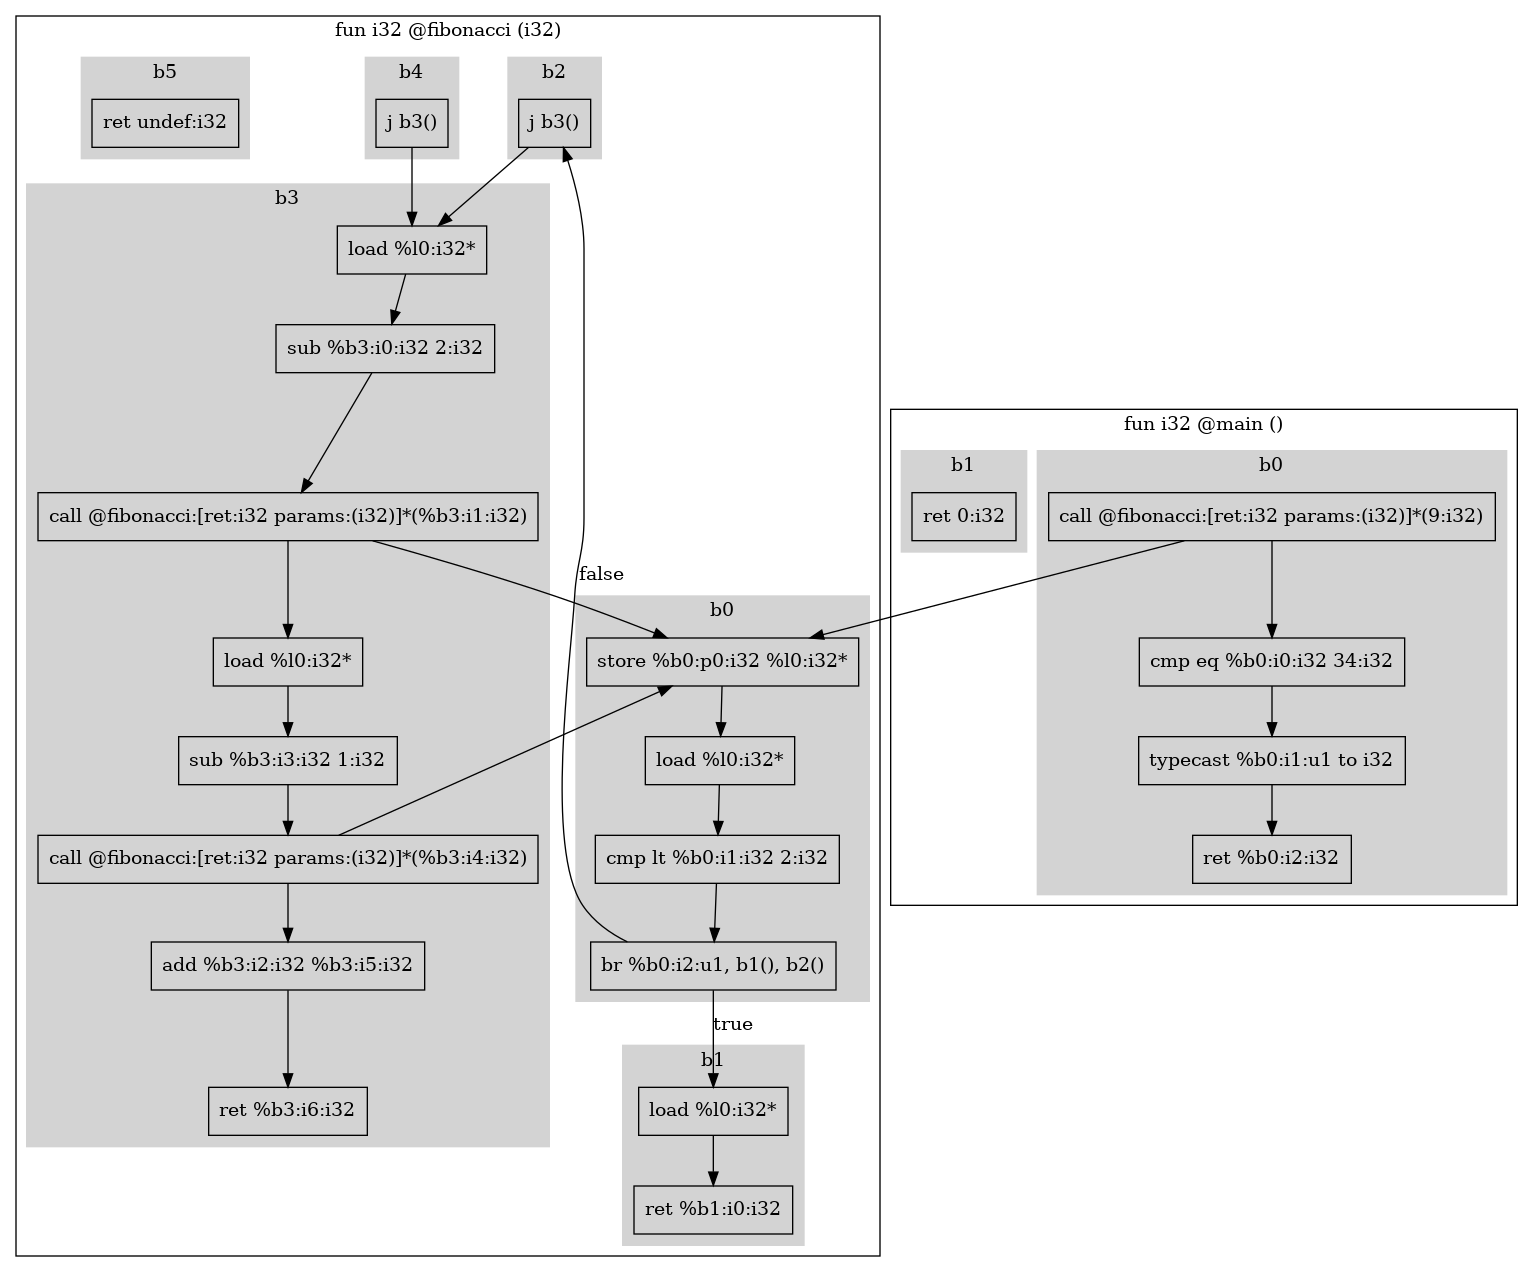 fun i32 @fibonacci (i32)
b5
ret undef:i32
b4
j b3()
b2
j b3()
b3
load %l0:i32*
sub %b3:i0:i32 2:i32
call @fibonacci:[ret:i32 params:(i32)]*(%b3:i1:i32)
load %l0:i32*
sub %b3:i3:i32 1:i32
call @fibonacci:[ret:i32 params:(i32)]*(%b3:i4:i32)
add %b3:i2:i32 %b3:i5:i32
ret %b3:i6:i32
false
b0
store %b0:p0:i32 %l0:i32*
load %l0:i32*
cmp lt %b0:i1:i32 2:i32
br %b0:i2:u1, b1(), b2()
true
b1
load %l0:i32*
ret %b1:i0:i32
fun i32 @main ()
b1
ret 0:i32
b0
call @fibonacci:[ret:i32 params:(i32)]*(9:i32)
cmp eq %b0:i0:i32 34:i32
typecast %b0:i1:u1 to i32
ret %b0:i2:i32